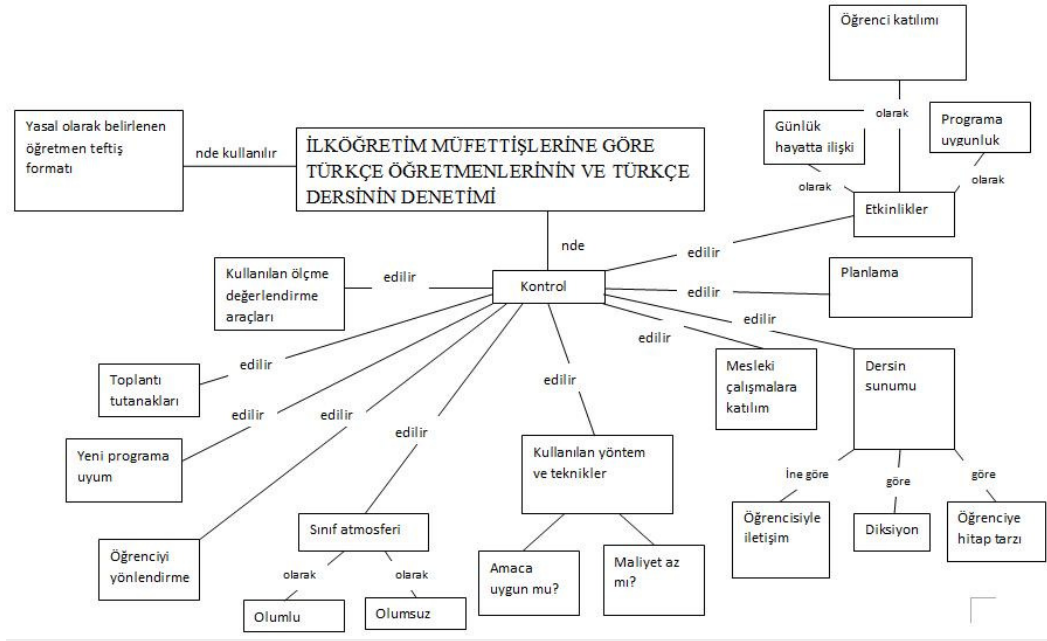 Öğrenci katılımı
olarak
Yasal olarak belirlenen
öğretmen teftiş
formatı
nde kullanılır
İLKÖĞRETİM MÜFETTİŞLERİNE GÖRE
TÜRKÇE ÖĞRETMENLERİNİN VE TÜRKÇE
DERSİNİN DENETİMİ
Günlük
hayatta ilişki
olarak
Programa
uygunluk
olarak
Etkinlikler
nde
edilir
Kullanılan ölçme
değerlendirme
araçları
edilir
Kontrol
edilir
Planlama
edilir
edilir
edilir
Toplantı
tutanakları
edilir
Mesleki
çalışmalara
katılım
Dersin
sunumu
edilir
edilir
edilir
edilir
Yeni programa
uyum
Kullanılan yöntem
ve teknikler
İne göre
göre
göre
Öğrencisiyle
iletişim
Diksiyon
Öğrenciye
hitap tarzı
Sınıf atmosferi
Öğrenciyi
yönlendirme
olarak
olarak
Amaca
uygun mu?
Maliyet az
mı?
Olumlu
Olumsuz